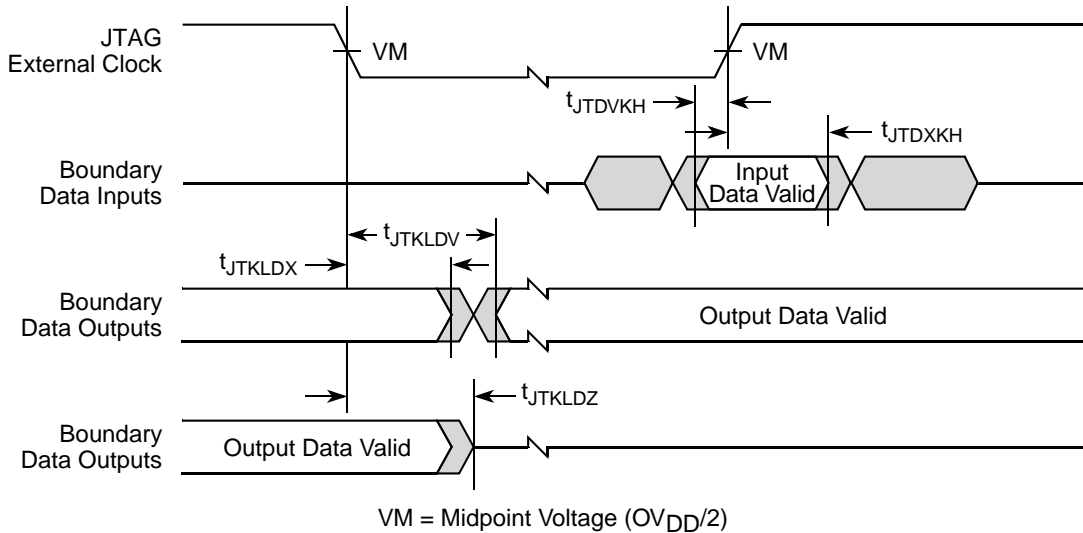 JTAG
External Clock
VM
VM
tJTDVKH
tJTDXKH
Boundary
Data Inputs
Input
Data Valid
tJTKLDV
tJTKLDX
Boundary
Data Outputs
Output Data Valid
tJTKLDZ
Boundary
Data Outputs
Output Data Valid
VM = Midpoint Voltage (OVDD/2)